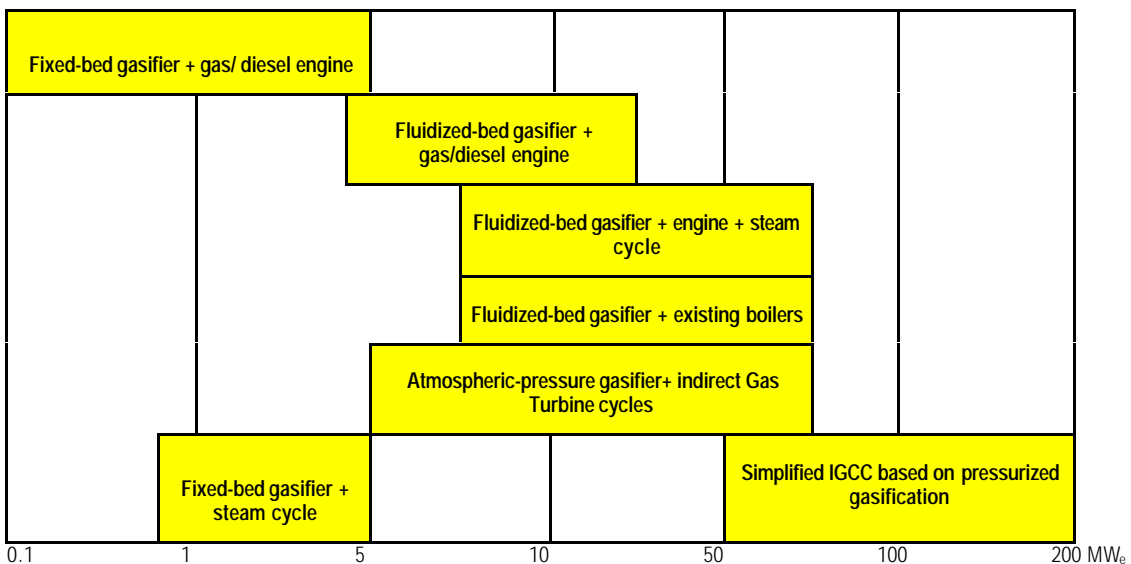 Fixed-bed gasifier + gas/ diesel engine
Fluidized-bed gasifier +
gas/diesel engine
Fluidized-bed gasifier + engine + steam
cycle
Fluidized-bed gasifier + existing boilers
Atmospheric-pressure gasifier+ indirect Gas
Turbine cycles
Fixed-bed gasifier +
steam cycle
Simplified IGCC based on pressurized
gasification
0.1 1 5 10 50 100 200 MWₑ